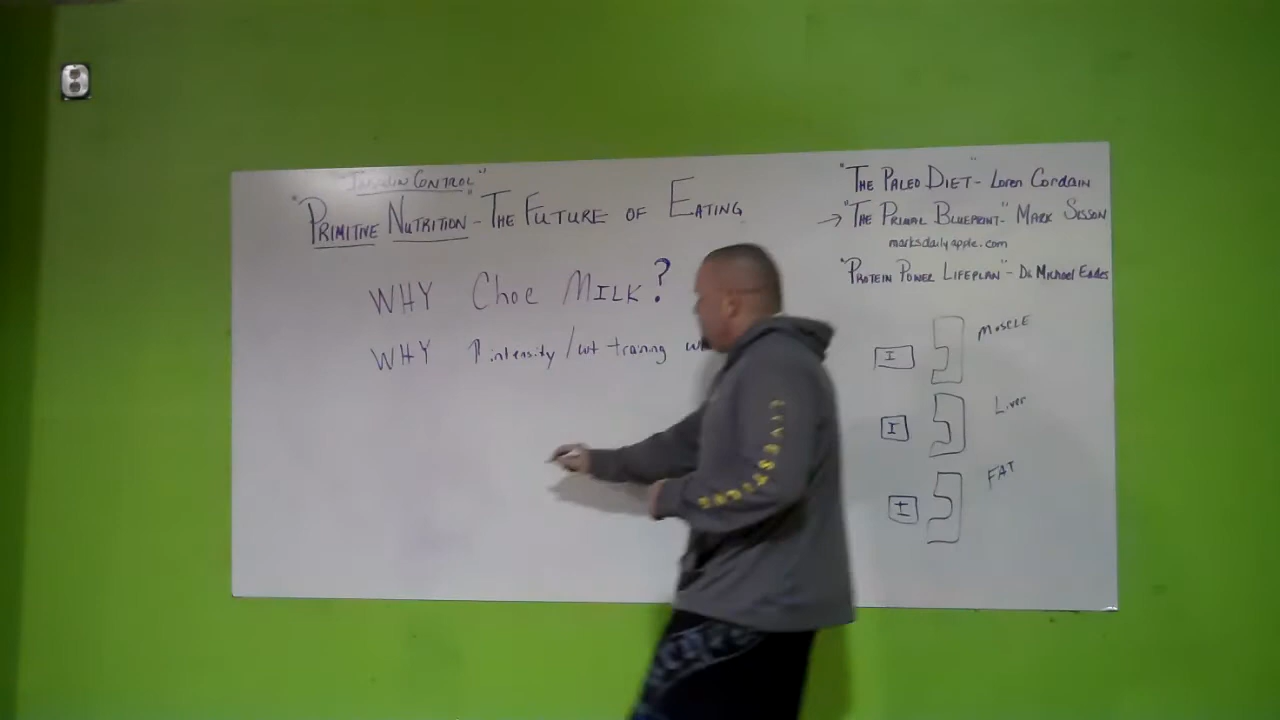 "INSULIN CONTROL"
"PRIMITIVE NUTRITION" - THE FUTURE OF EATING
WHY Choc MILK?
WHY ↑ intensity / wt training
"THE PALEO DIET" - Loren Cordain
→ "THE PRIMAL BLUEPRINT" - MARK SISSON
marksdailyapple.com
"PROTEIN POWER LIFEPLAN" - Dr. Michael Eades
I MUSCLE
I Liver
I FAT